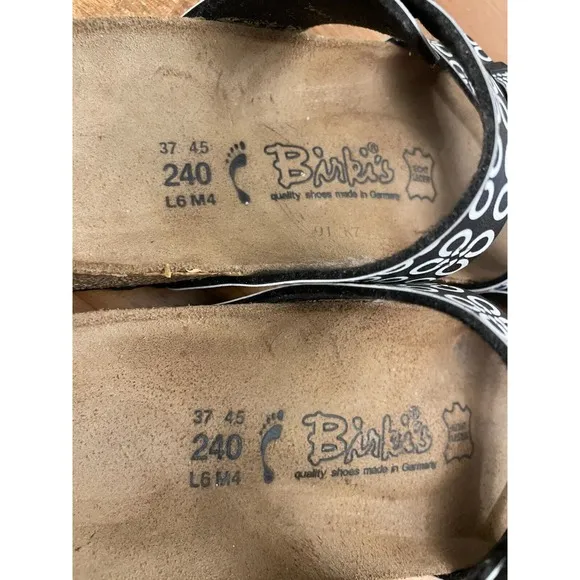 37 45
240
L6 M4
Birki's®
quality shoes made in Germany
37 45
240
L6 M4
Birki's®
quality shoes made in Germany